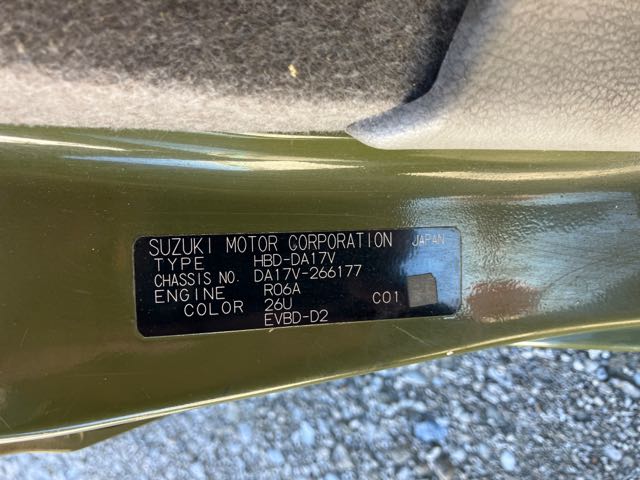 SUZUKI MOTOR CORPORATION JAPAN
TYPE HBD-DA17V
CHASSIS NO. DA17V-266177
ENGINE R06A
COLOR 26U C01
EVBD-D2